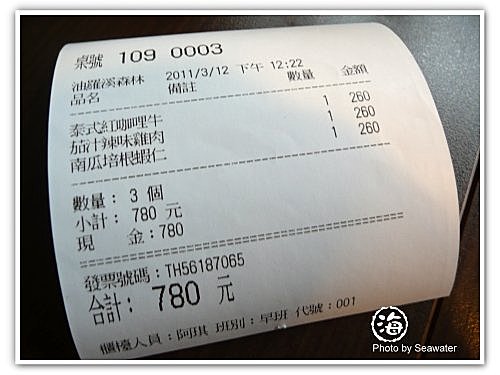 桌號 109 0003
油羅溪森林 2011/3/12 下午 12:22
品名 備註 數量 金額
泰式紅咖哩牛 1 260
茄汁辣味雞肉 1 260
南瓜培根蝦仁 1 260
數量: 3 個
小計: 780 元
現 金:780
發票號碼:TH56187065
合計: 780 元
櫃檯人員:阿琪 班別:早班 代號:001
海
Photo by Seawater